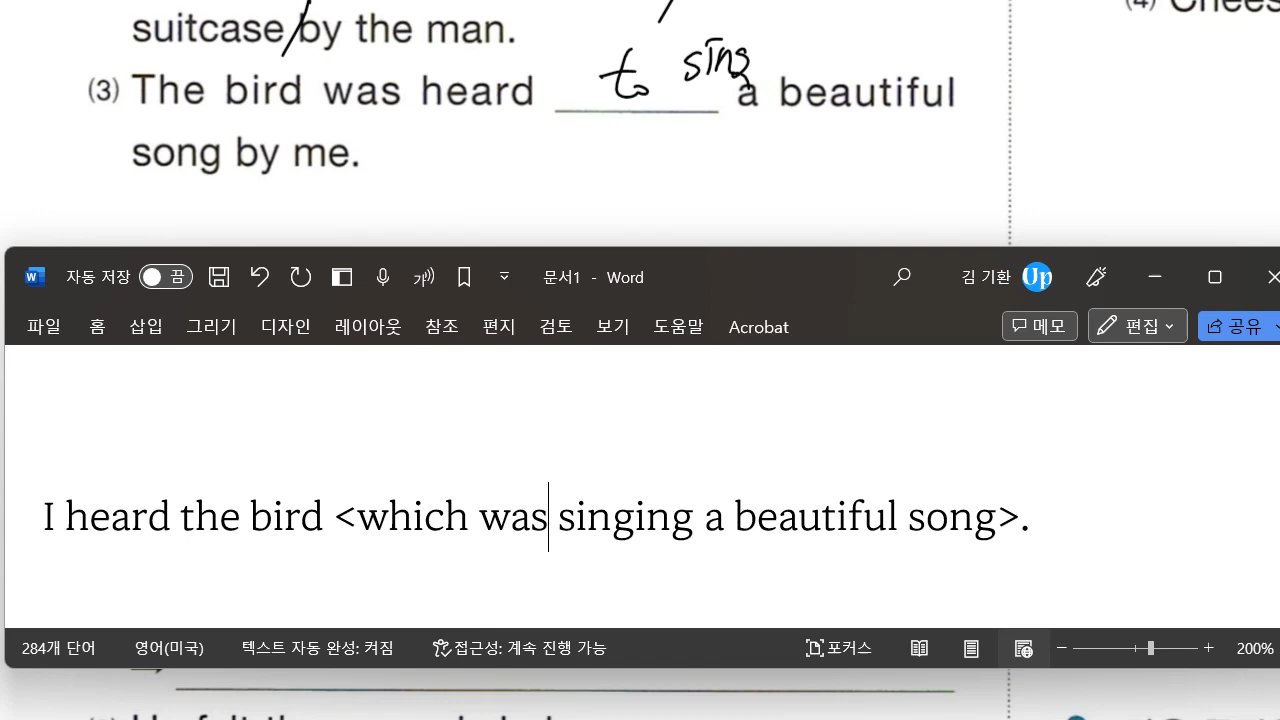 suitcase by the man.
(3) The bird was heard to sing a beautiful
song by me.
자동 저장 끔 문서1 - Word 김 기환 Up
파일 홈 삽입 그리기 디자인 레이아웃 참조 편지 검토 보기 도움말 Acrobat 메모 편집 공유
I heard the bird <which was singing a beautiful song>.
284개 단어 영어(미국) 텍스트 자동 완성: 켜짐 접근성: 계속 진행 가능 포커스 200%